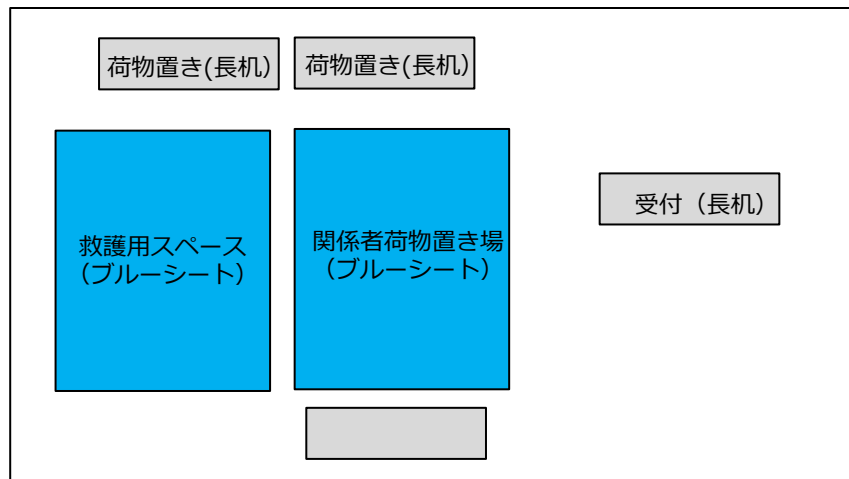 荷物置き(長机)
荷物置き(長机)
受付（長机）
救護用スペース
（ブルーシート）
関係者荷物置き場
（ブルーシート）